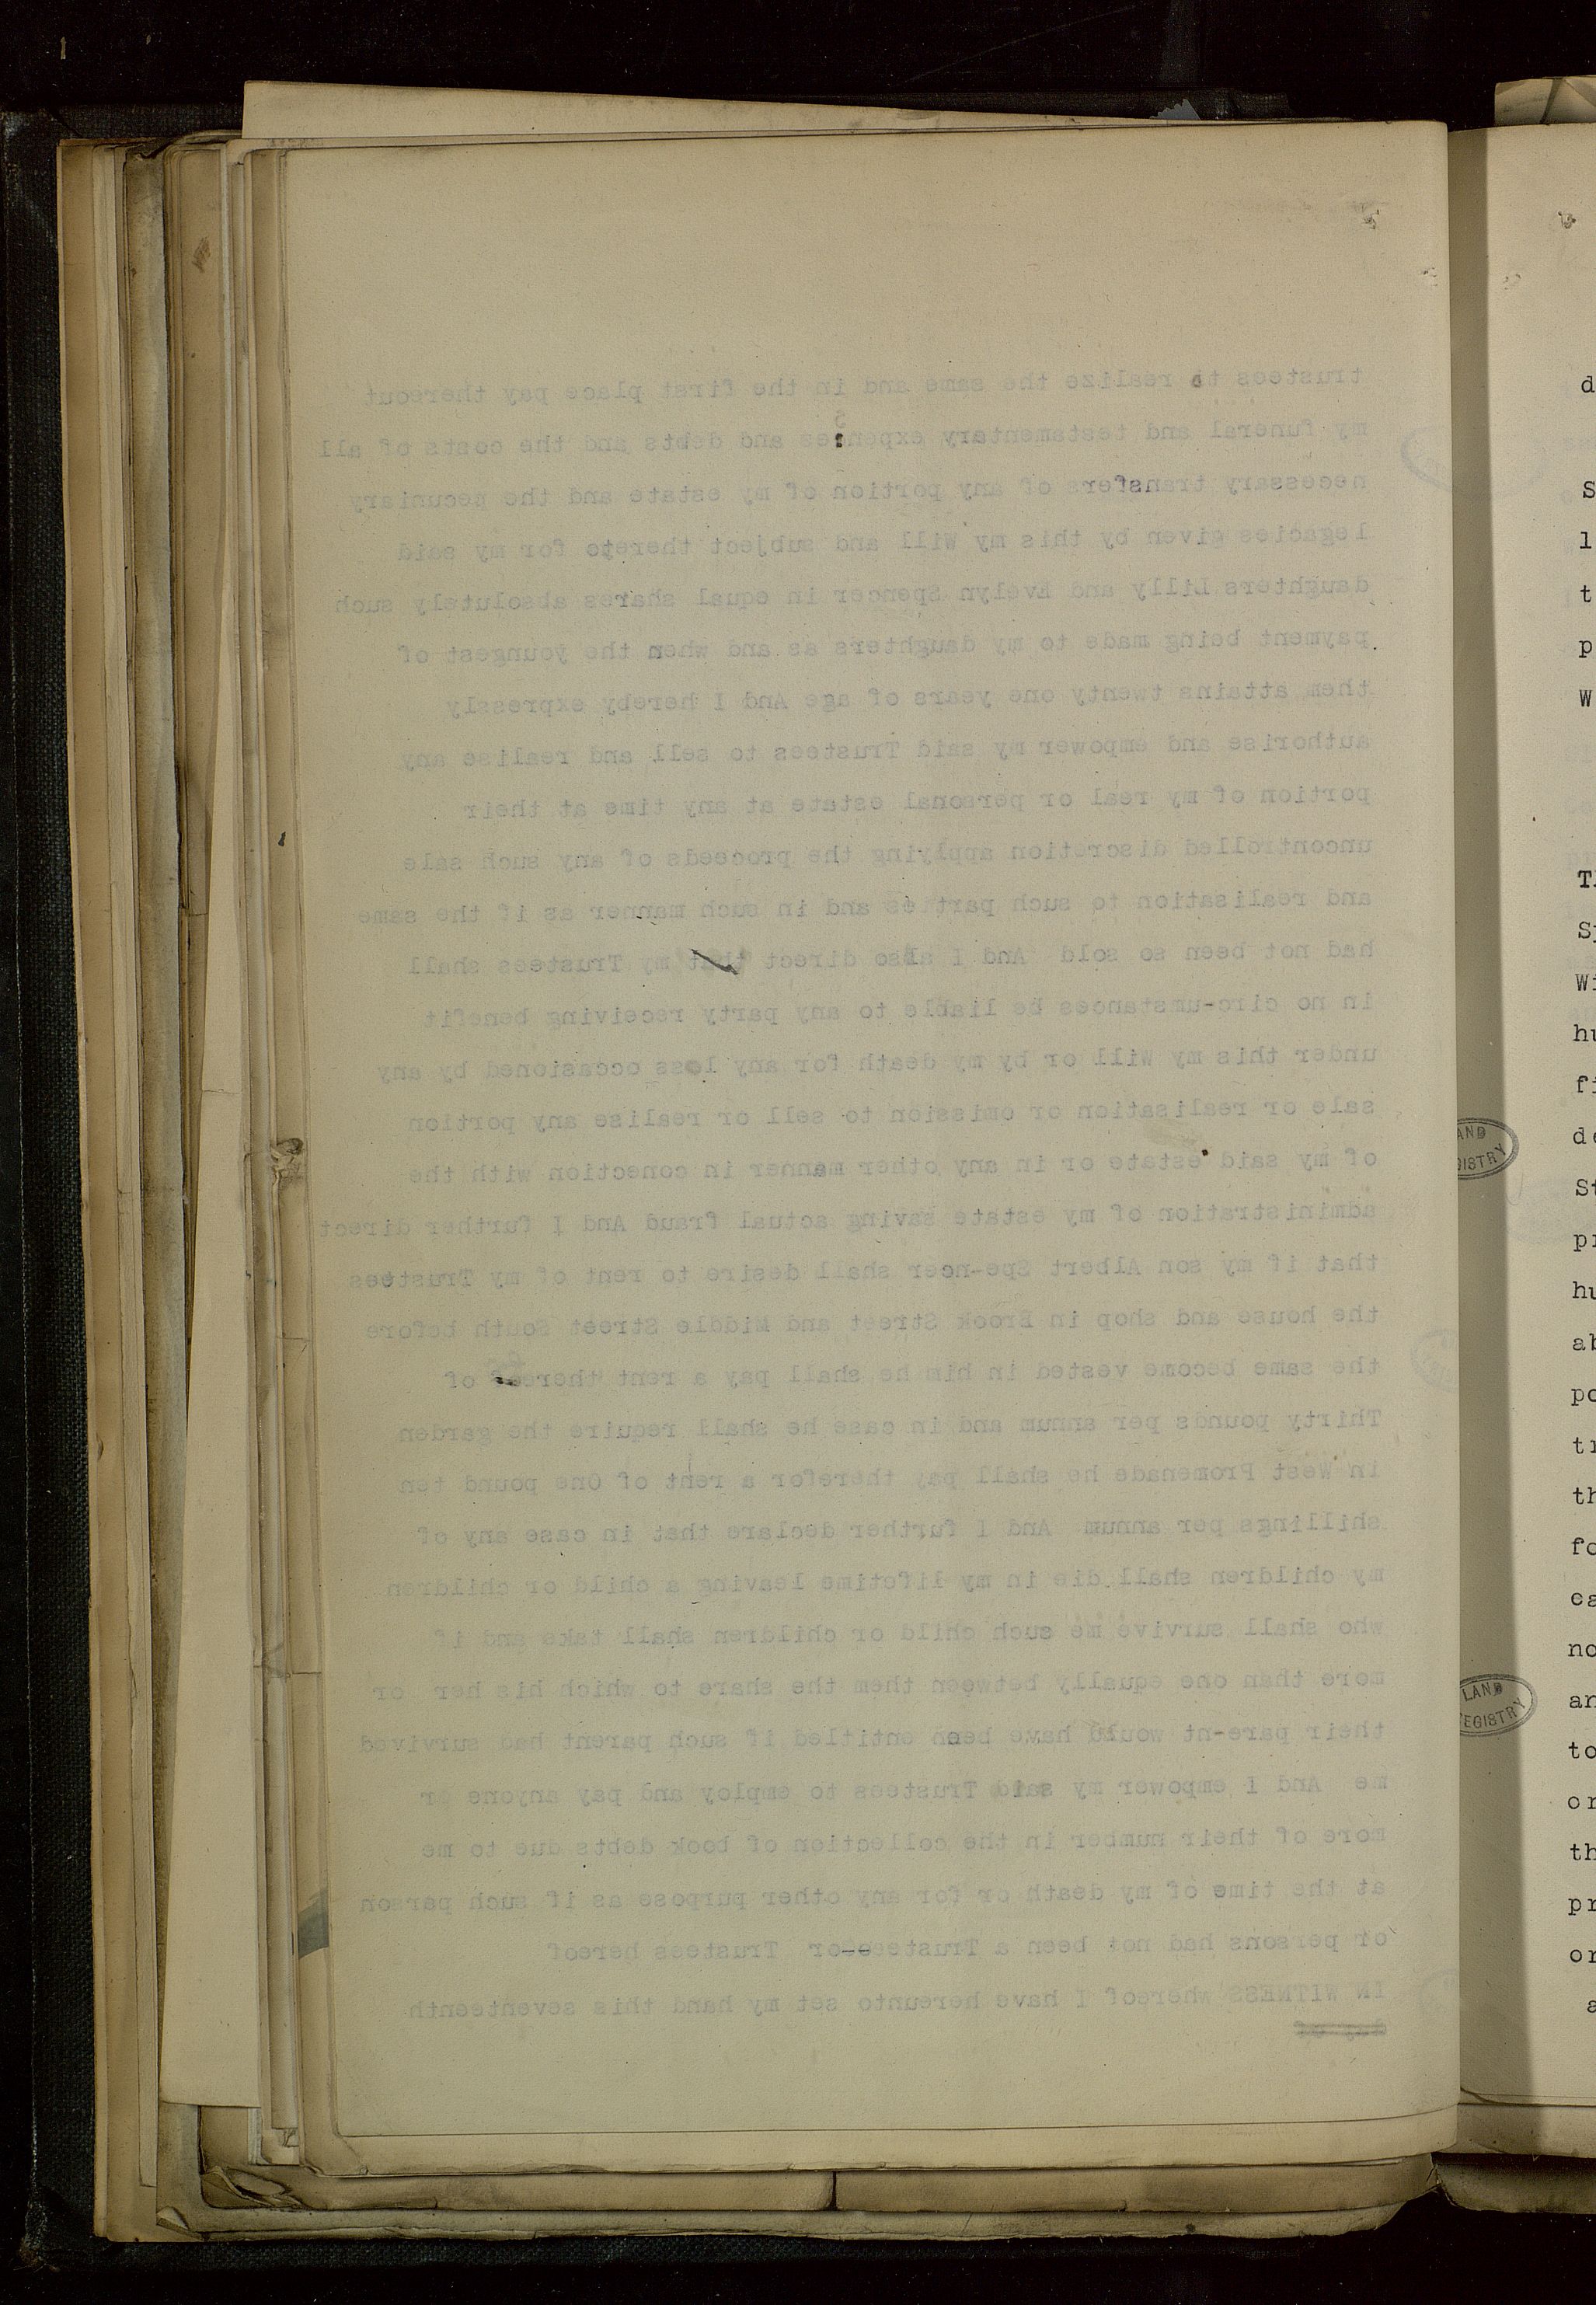 trustees to realize the same and in the first place pay thereout
my funeral and testamentary expenses and debts and the costs of all
necessary transfers of any portion of my estate and the pecuniary
legacies given by this my Will and subject thereto for my said
daughters Lilly and Evelyn Spencer in equal shares absolutely such
payment being made to my daughters as and when the youngest of
them attains twenty one years of age And I hereby expressly
authorise and empower my said Trustees to sell and realise any
portion of my real or personal estate at any time at their
uncontrolled discretion applying the proceeds of any such sale
and realisation to such parties and in such manner as if the same
had not been so sold And I also direct that my Trustees shall
in no circ-umstances be liable to any party receiving benefit
under this my Will or by my death for any loss occasioned by any
sale or realisation or omission to sell or realise any portion
of my said estate or in any other manner in conection with the
administration of my estate saving actual fraud And I further direct
that if my son Albert Spe-ncer shall desire to rent of my Trustees
the house and shop in Brook Street and Middle Street South before
the same become vested in him he shall pay a rent of
Thirty pounds per annum and in case he shall require the garden
in West Promenade he shall pay therefor a rent of One pound ten
shillings per annum And I further declare that in case any of
my children shall die in my lifetime leaving a child or children
who shall survive me such child or children shall take and if
more than one equally between them the share to which his her or
their pare-nt would have been entitled if such parent had survived
me And I empower my said Trustees to employ and pay anyone or
more of their number in the collection of book debts due to me
at the time of my death or for any other purpose as if such person
or persons had not been a Trustee or Trustees hereof
IN WITNESS whereof I have hereunto set my hand this seventeenth
day of
LAND
REGISTRY